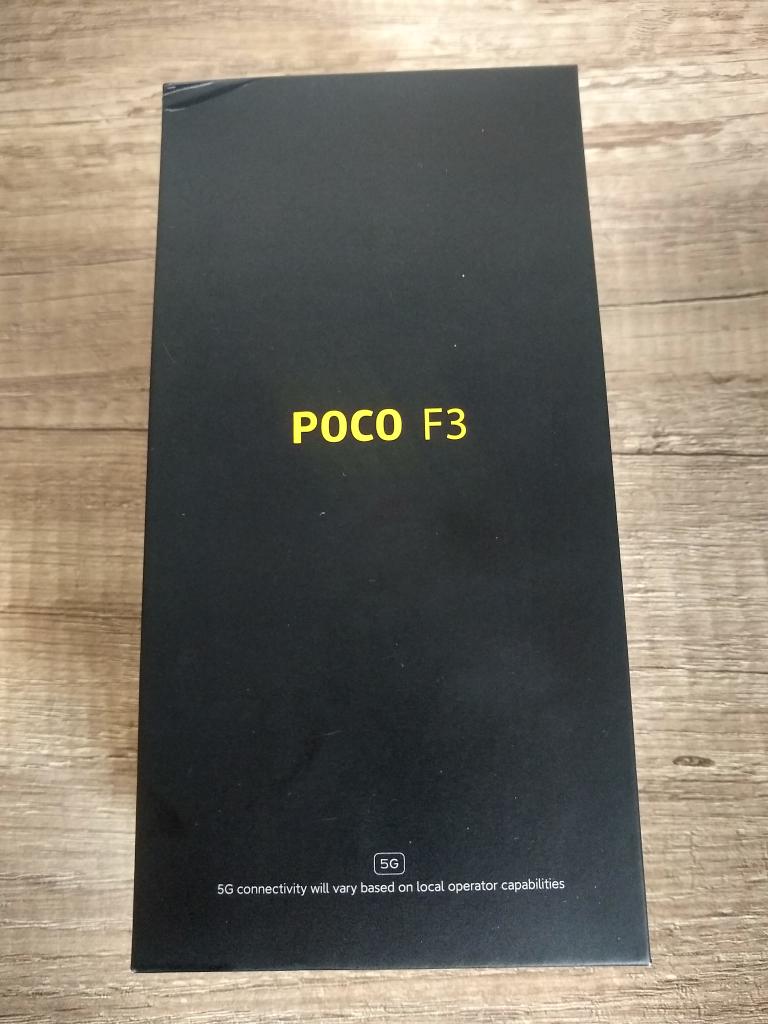 POCO F3
5G
5G connectivity will vary based on local operator capabilities